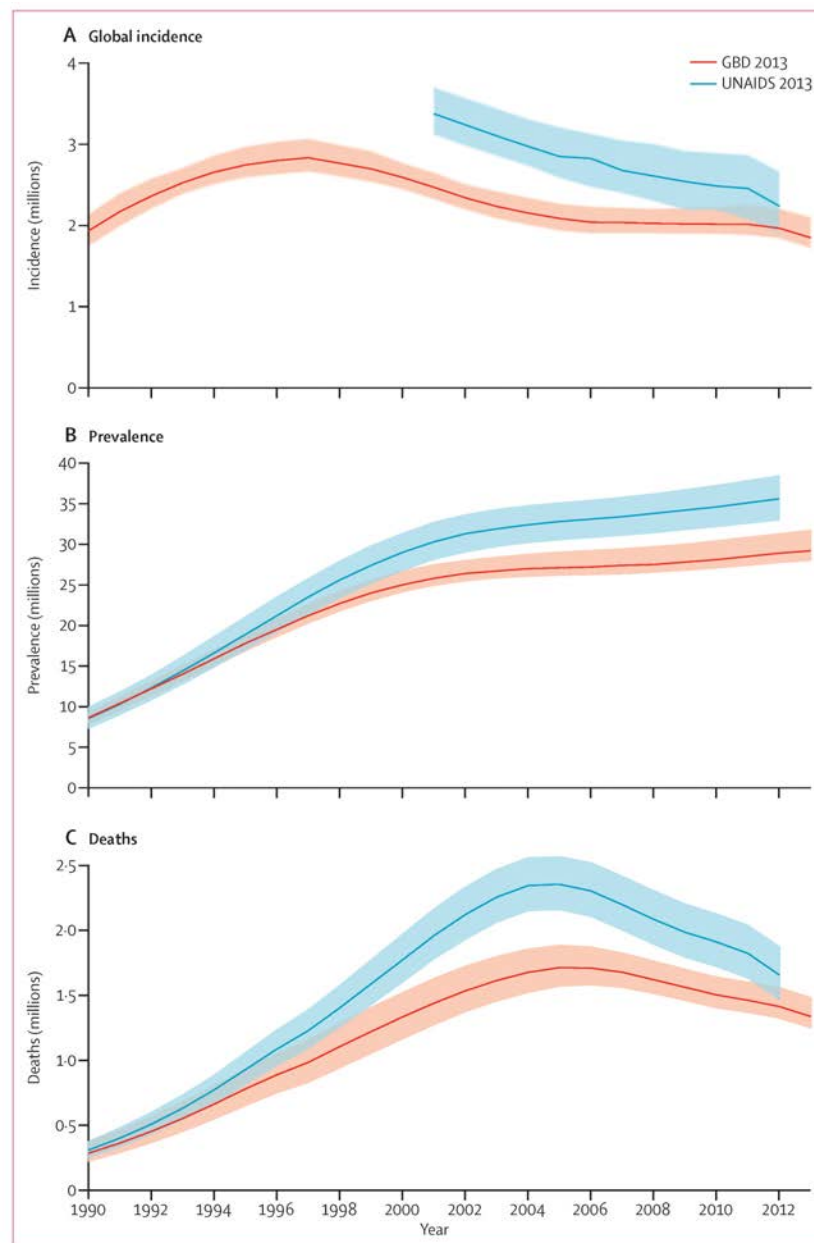 A Global incidence
GBD 2013
UNAIDS 2013
4
3
2
1
0
Incidence (millions)
B Prevalence
40
35
30
25
20
15
10
5
0
Prevalence (millions)
C Deaths
2·5
2·0
1·5
1·0
0·5
0
Deaths (millions)
1990 1992 1994 1996 1998 2000 2002 2004 2006 2008 2010 2012
Year